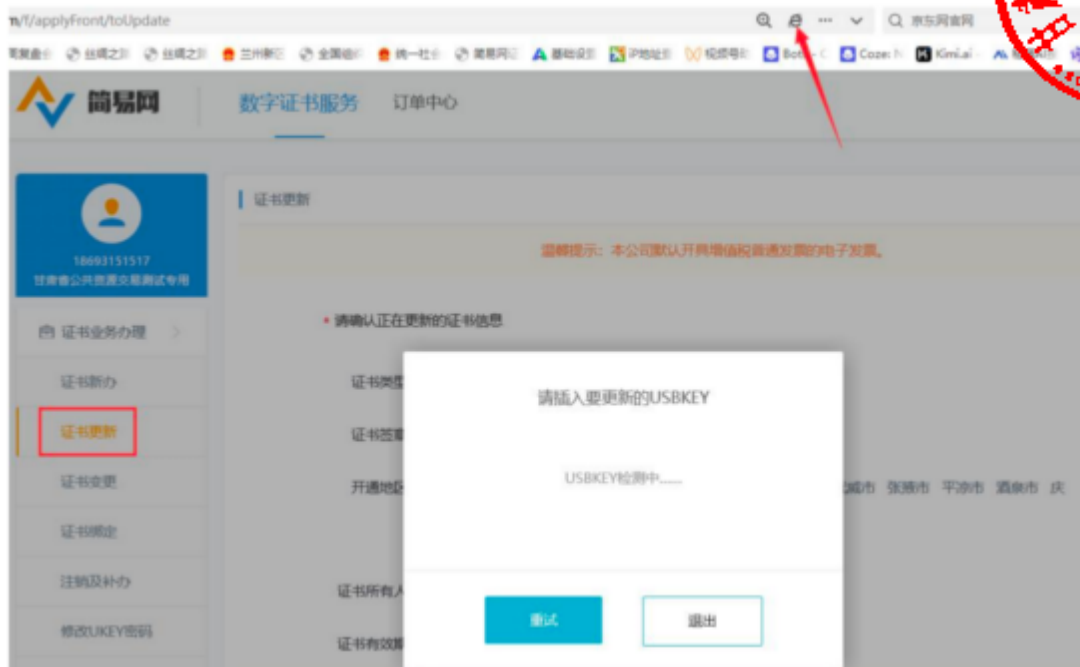 n/f/applyFront/toUpdate
京东网官网
丝绸之
丝绸之
兰州新区
统一社会
简易网
基础设
IP地址
视频号
Bot
Coze:
Kimi.ai -
简易网
数字证书服务 订单中心
证书更新
18693151517
甘肃省公共资源交易测试专用
温馨提示：本公司默认开具增值税普通发票的电子发票。
证书业务办理
* 请确认正在更新的证书信息
证书新办
证书类型
请插入要更新的USBKEY
证书更新
证书签章
USBKEY检测中......
证书变更
开通地区
威市 张掖市 平凉市 酒泉市 庆
证书绑定
注销及补办
证书所有人
重试
退出
修改UKEY密码
证书有效期